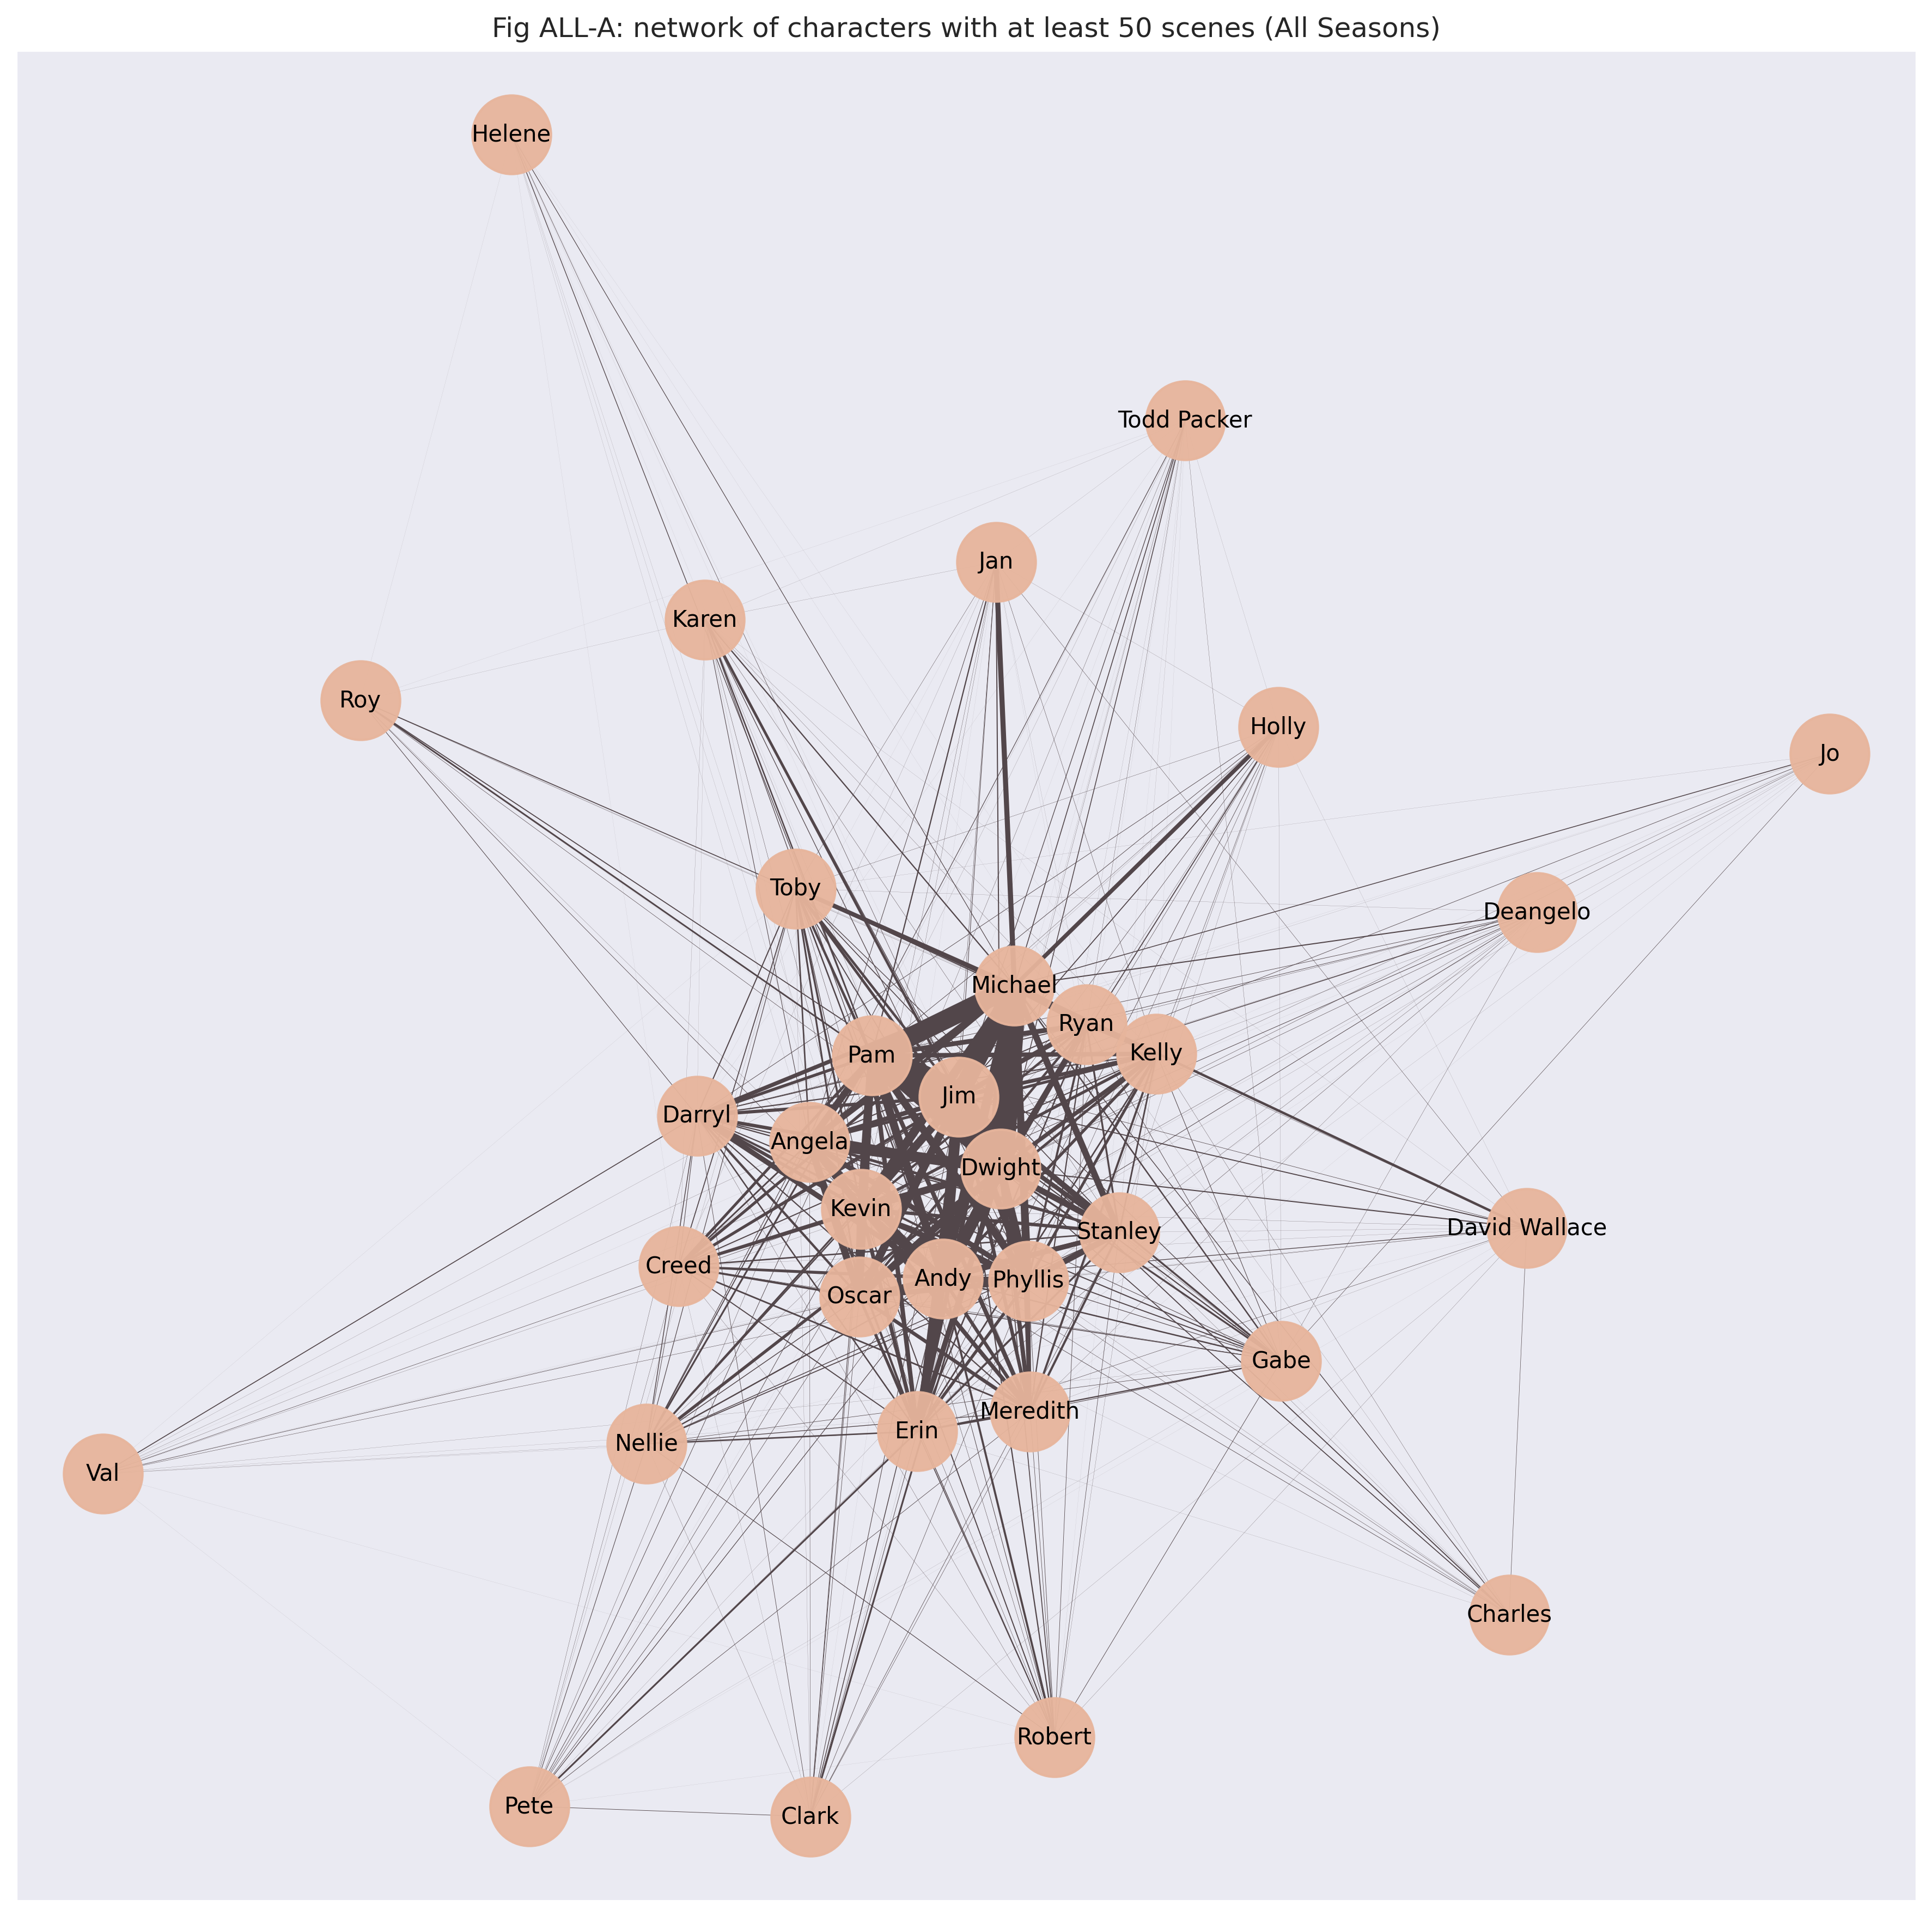 Fig ALL-A: network of characters with at least 50 scenes (All Seasons)
Helene
Todd Packer
Jan
Karen
Roy
Holly
Jo
Toby
Deangelo
Michael
Ryan
Pam
Kelly
Jim
Darryl
Angela
Dwight
Kevin
Stanley
David Wallace
Creed
Andy
Phyllis
Oscar
Gabe
Meredith
Erin
Nellie
Val
Charles
Robert
Pete
Clark